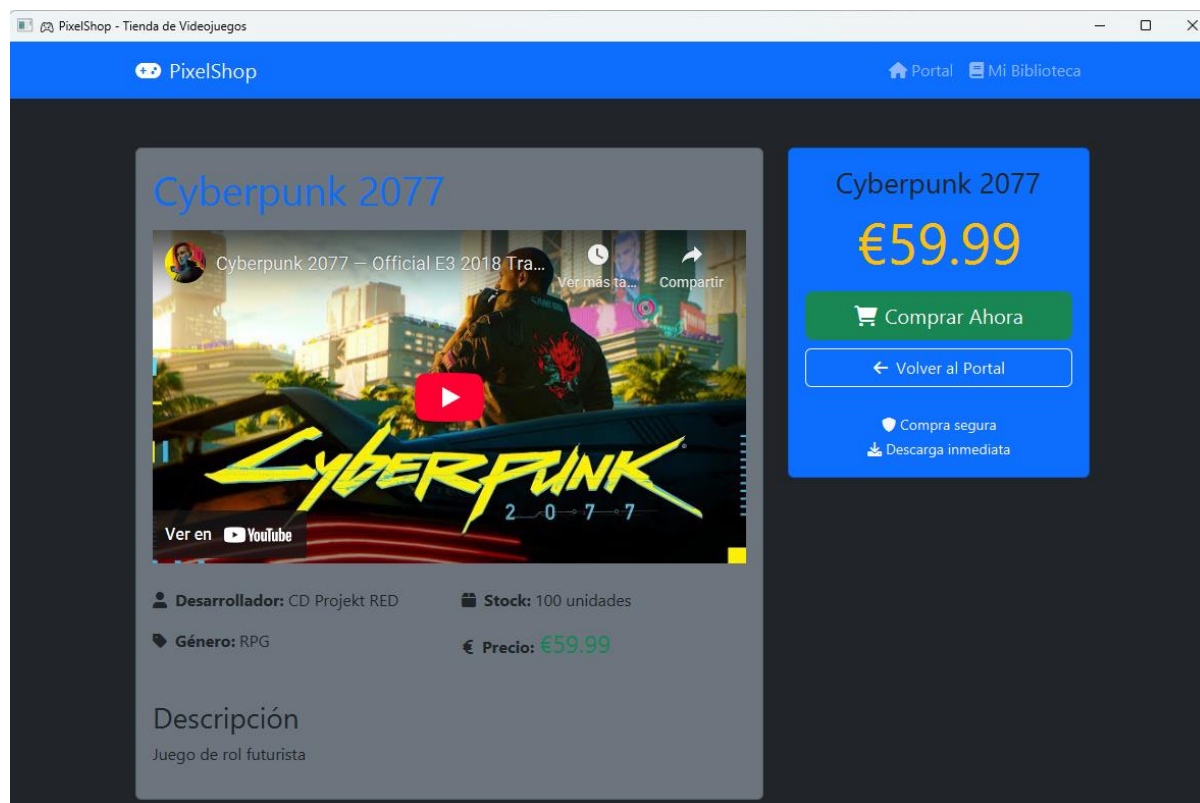 PixelShop - Tienda de Videojuegos
PixelShop
Portal
Mi Biblioteca
Cyberpunk 2077
Cyberpunk 2077 — Official E3 2018 Tra...
Ver más ta...
Compartir
CYBERPUNK
2077
Ver en YouTube
Desarrollador: CD Projekt RED
Stock: 100 unidades
Género: RPG
€ Precio: €59.99
Descripción
Juego de rol futurista
Cyberpunk 2077
€59.99
Comprar Ahora
Volver al Portal
Compra segura
Descarga inmediata